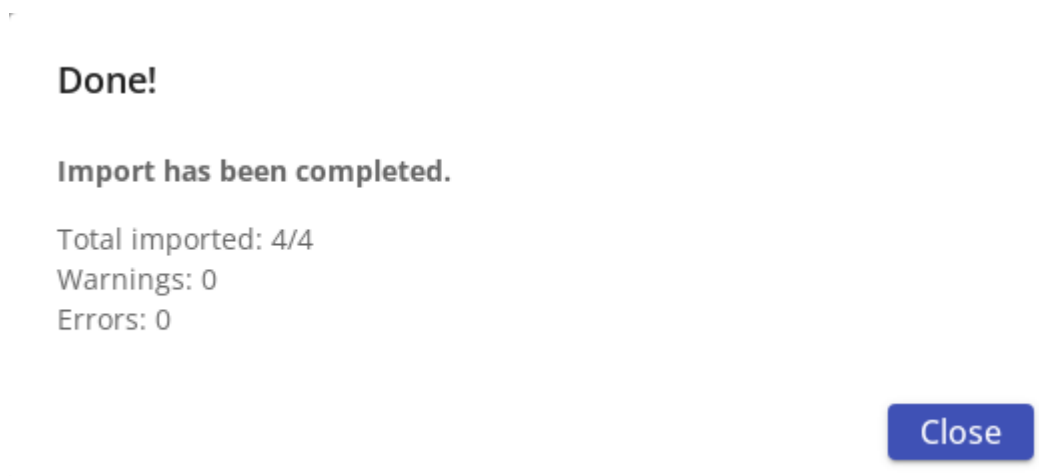 Done!
Import has been completed.
Total imported: 4/4
Warnings: 0
Errors: 0
Close